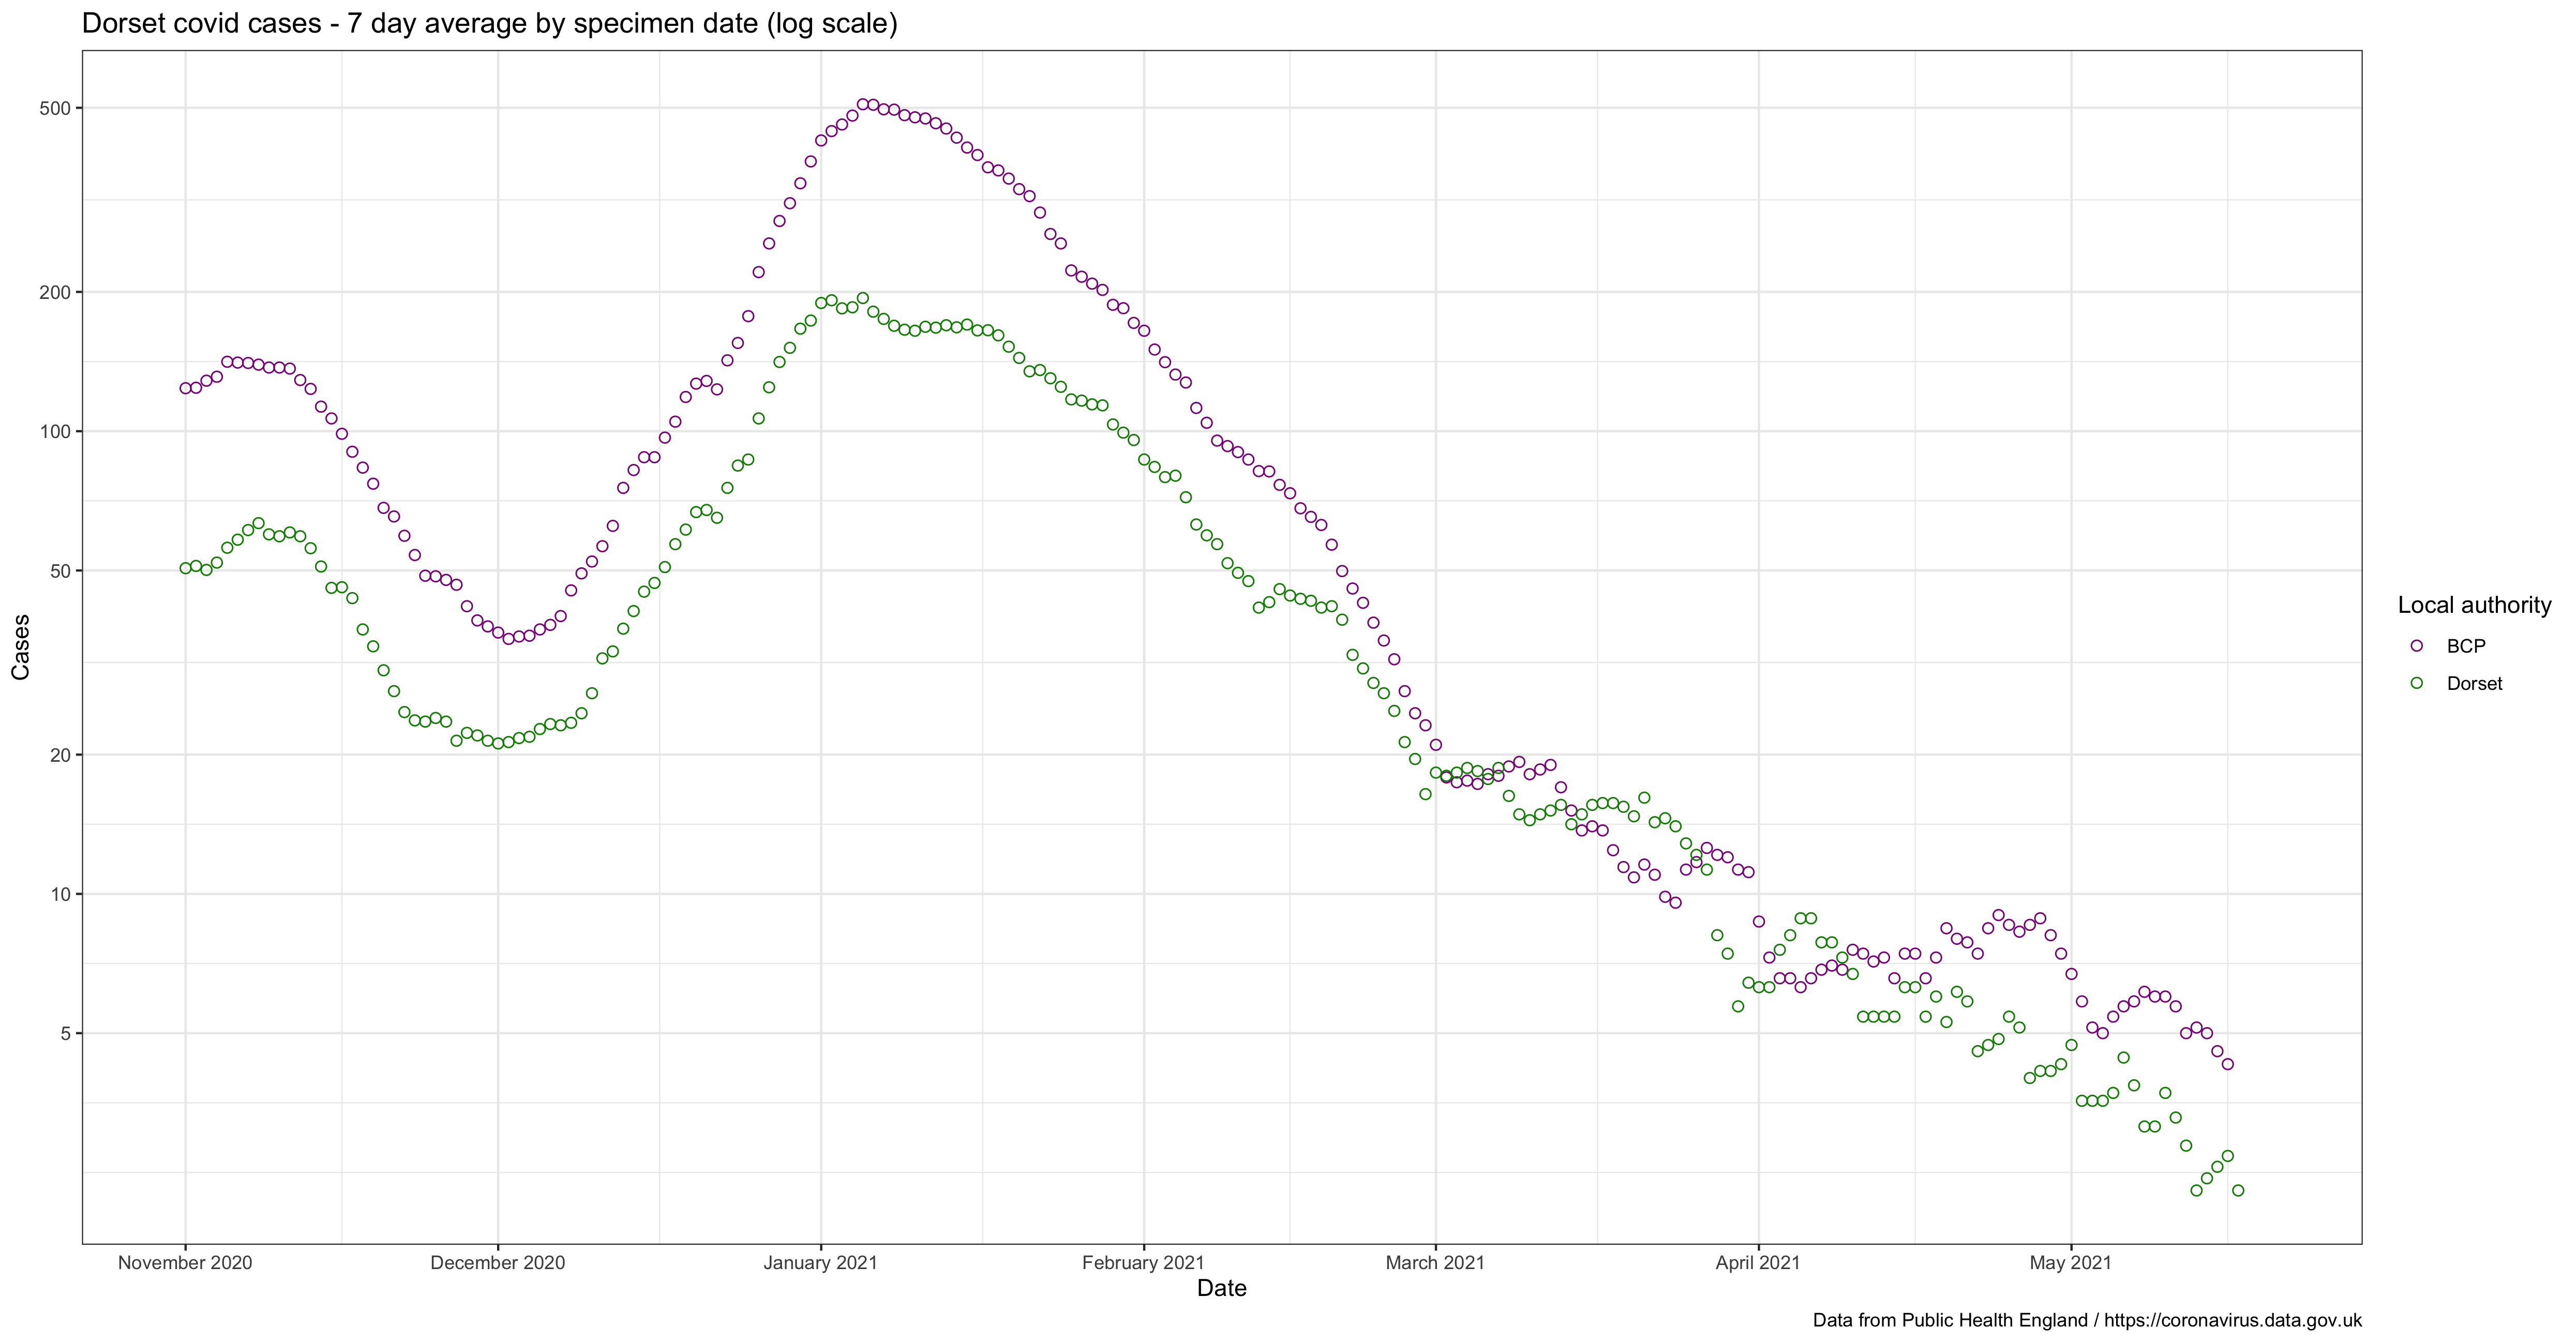 Dorset covid cases - 7 day average by specimen date (log scale)
500
200
100
50
20
10
5
Cases
November 2020
December 2020
January 2021
February 2021
March 2021
April 2021
May 2021
Date
Local authority
BCP
Dorset
Data from Public Health England / https://coronavirus.data.gov.uk